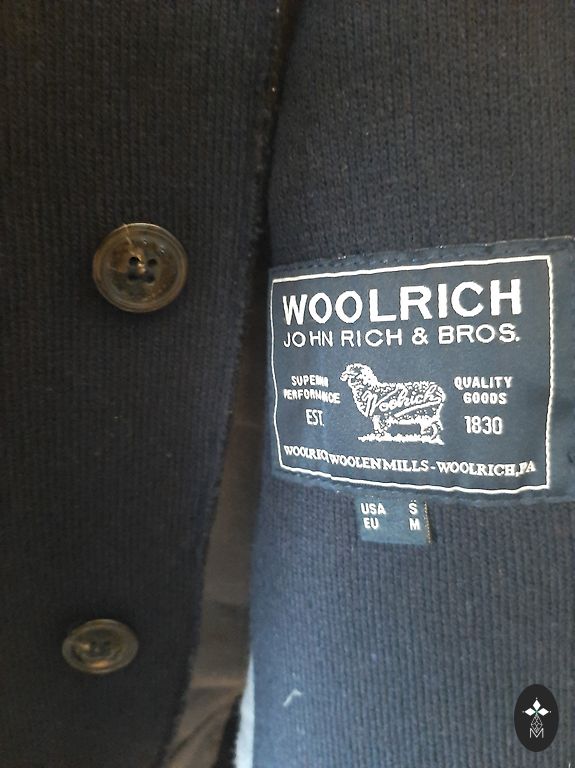 WOOLRICH
JOHN RICH & BROS.
SUPERIOR
PERFORMANCE
QUALITY
GOODS
Woolrich
EST.
1830
WOOLRICH WOOLEN MILLS - WOOLRICH, PA
USA S
EU M
M